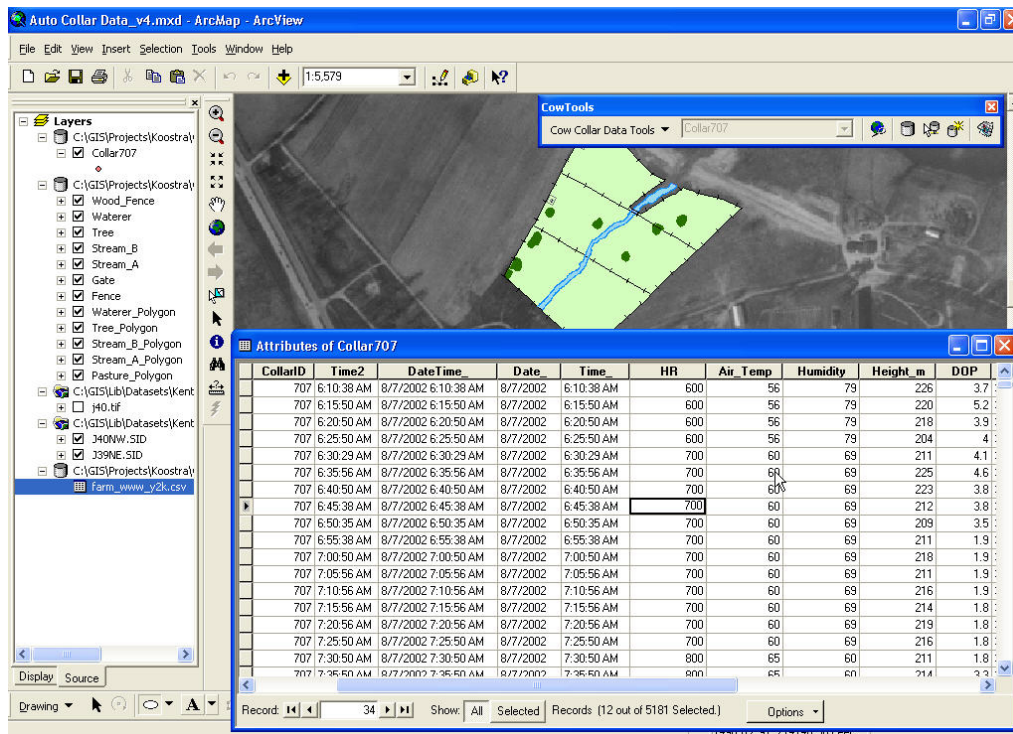 Auto Collar Data_v4.mxd - ArcMap - ArcView
File Edit View Insert Selection Tools Window Help
1:5,579
Layers
C:\GIS\Projects\Koostra\
Collar707
C:\GIS\Projects\Koostra\
Wood_Fence
Waterer
Tree
Stream_B
Stream_A
Gate
Fence
Waterer_Polygon
Tree_Polygon
Stream_B_Polygon
Stream_A_Polygon
Pasture_Polygon
C:\GIS\Lib\Datasets\Kent
j40.tif
C:\GIS\Lib\Datasets\Kent
J40NW.SID
J39NE.SID
C:\GIS\Projects\Koostra\
farm_www_y2k.csv
Display Source
Drawing A
CowTools
Cow Collar Data Tools Collar707
Attributes of Collar707
CollarID Time2 DateTime_ Date_ Time_ HR Air_Temp Humidity Height_m DOP
707 6:10:38 AM 8/7/2002 6:10:38 AM 8/7/2002 6:10:38 AM 600 56 79 226 3.7
707 6:15:50 AM 8/7/2002 6:15:50 AM 8/7/2002 6:15:50 AM 600 56 79 220 5.2
707 6:20:50 AM 8/7/2002 6:20:50 AM 8/7/2002 6:20:50 AM 600 56 79 218 3.9
707 6:25:50 AM 8/7/2002 6:25:50 AM 8/7/2002 6:25:50 AM 600 56 79 204 4
707 6:30:29 AM 8/7/2002 6:30:29 AM 8/7/2002 6:30:29 AM 700 60 69 211 4.1
707 6:35:56 AM 8/7/2002 6:35:56 AM 8/7/2002 6:35:56 AM 700 60 69 225 4.6
707 6:40:50 AM 8/7/2002 6:40:50 AM 8/7/2002 6:40:50 AM 700 60 69 223 3.8
707 6:45:38 AM 8/7/2002 6:45:38 AM 8/7/2002 6:45:38 AM 700 60 69 212 3.8
707 6:50:35 AM 8/7/2002 6:50:35 AM 8/7/2002 6:50:35 AM 700 60 69 209 3.5
707 6:55:38 AM 8/7/2002 6:55:38 AM 8/7/2002 6:55:38 AM 700 60 69 211 1.9
707 7:00:50 AM 8/7/2002 7:00:50 AM 8/7/2002 7:00:50 AM 700 60 69 218 1.9
707 7:05:56 AM 8/7/2002 7:05:56 AM 8/7/2002 7:05:56 AM 700 60 69 211 1.9
707 7:10:56 AM 8/7/2002 7:10:56 AM 8/7/2002 7:10:56 AM 700 60 69 216 1.9
707 7:15:56 AM 8/7/2002 7:15:56 AM 8/7/2002 7:15:56 AM 700 60 69 214 1.8
707 7:20:56 AM 8/7/2002 7:20:56 AM 8/7/2002 7:20:56 AM 700 60 69 219 1.8
707 7:25:50 AM 8/7/2002 7:25:50 AM 8/7/2002 7:25:50 AM 700 60 69 216 1.8
707 7:30:50 AM 8/7/2002 7:30:50 AM 8/7/2002 7:30:50 AM 800 65 60 211 1.8
707 7:35:50 AM 8/7/2002 7:35:50 AM 8/7/2002 7:35:50 AM 800 65 60 214 3.3
Record: 34 Show: All Selected Records (12 out of 5181 Selected.) Options